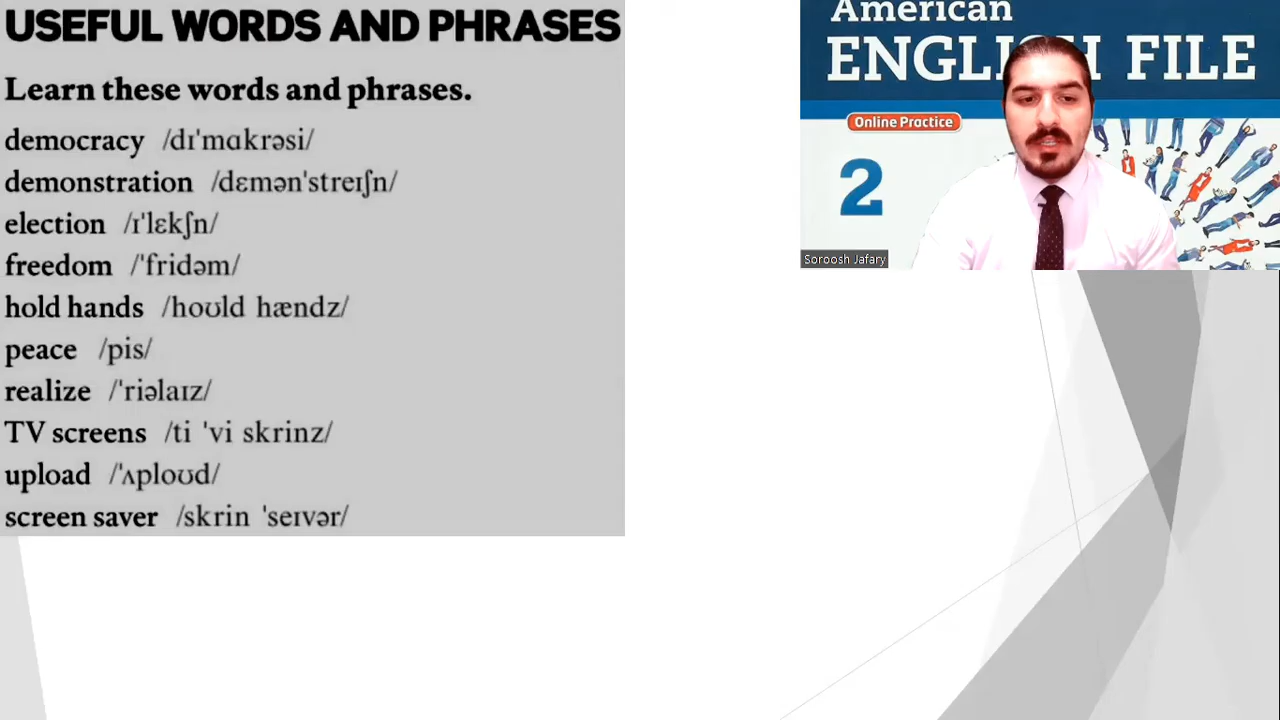 USEFUL WORDS AND PHRASES
Learn these words and phrases.
democracy /dɪˈmɑkrəsi/
demonstration /dɛmənˈstreɪʃn/
election /ɪˈlɛkʃn/
freedom /ˈfridəm/
hold hands /hoʊld hændz/
peace /pis/
realize /ˈriəlaɪz/
TV screens /ti ˈvi skrinz/
upload /ˈʌploʊd/
screen saver /skrin ˈseɪvər/
American
ENGLISH FILE
Online Practice
2
Soroosh Jafary